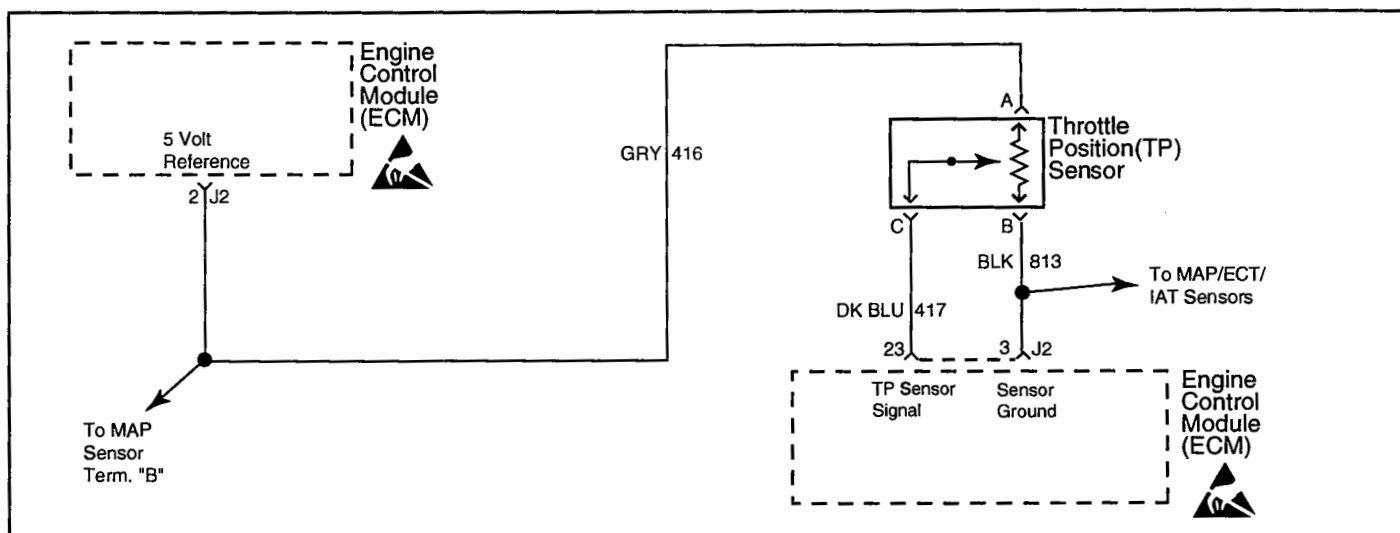 Engine
Control
Module
(ECM)
5 Volt
Reference
2 J2
GRY 416
To MAP
Sensor
Term. "B"
A
Throttle
Position(TP)
Sensor
C
B
BLK 813
To MAP/ECT/
IAT Sensors
DK BLU 417
23
3 J2
TP Sensor
Signal
Sensor
Ground
Engine
Control
Module
(ECM)